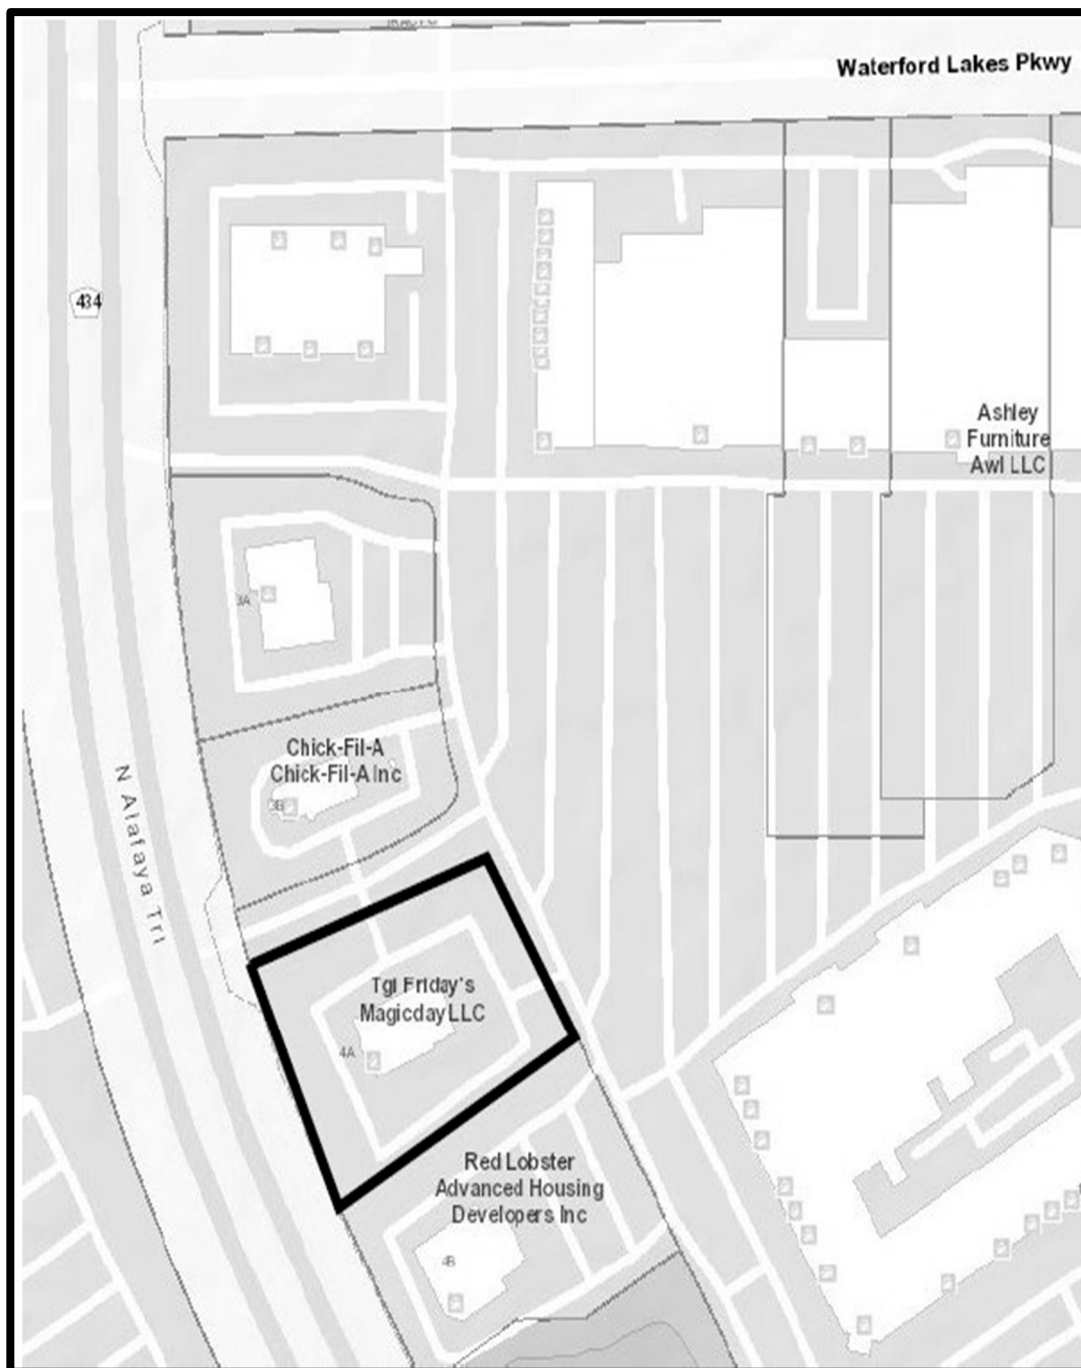 Waterford Lakes Pkwy
434
Ashley
Furniture
Awl LLC
3A
Chick-Fil-A
Chick-Fil-A Inc
3B
N Alafaya Trl
Tgi Friday's
Magicday LLC
4A
Red Lobster
Advanced Housing
Developers Inc
4B